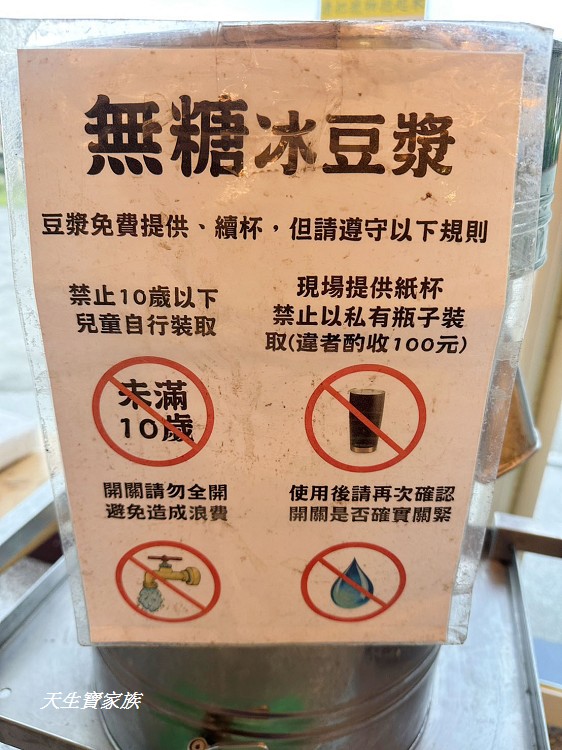 無糖冰豆漿
豆漿免費提供、續杯，但請遵守以下規則
禁止10歲以下
兒童自行裝取
現場提供紙杯
禁止以私有瓶子裝
取(違者酌收100元)
未滿
10歲
開關請勿全開
避免造成浪費
使用後請再次確認
開關是否確實關緊
天生寶家族